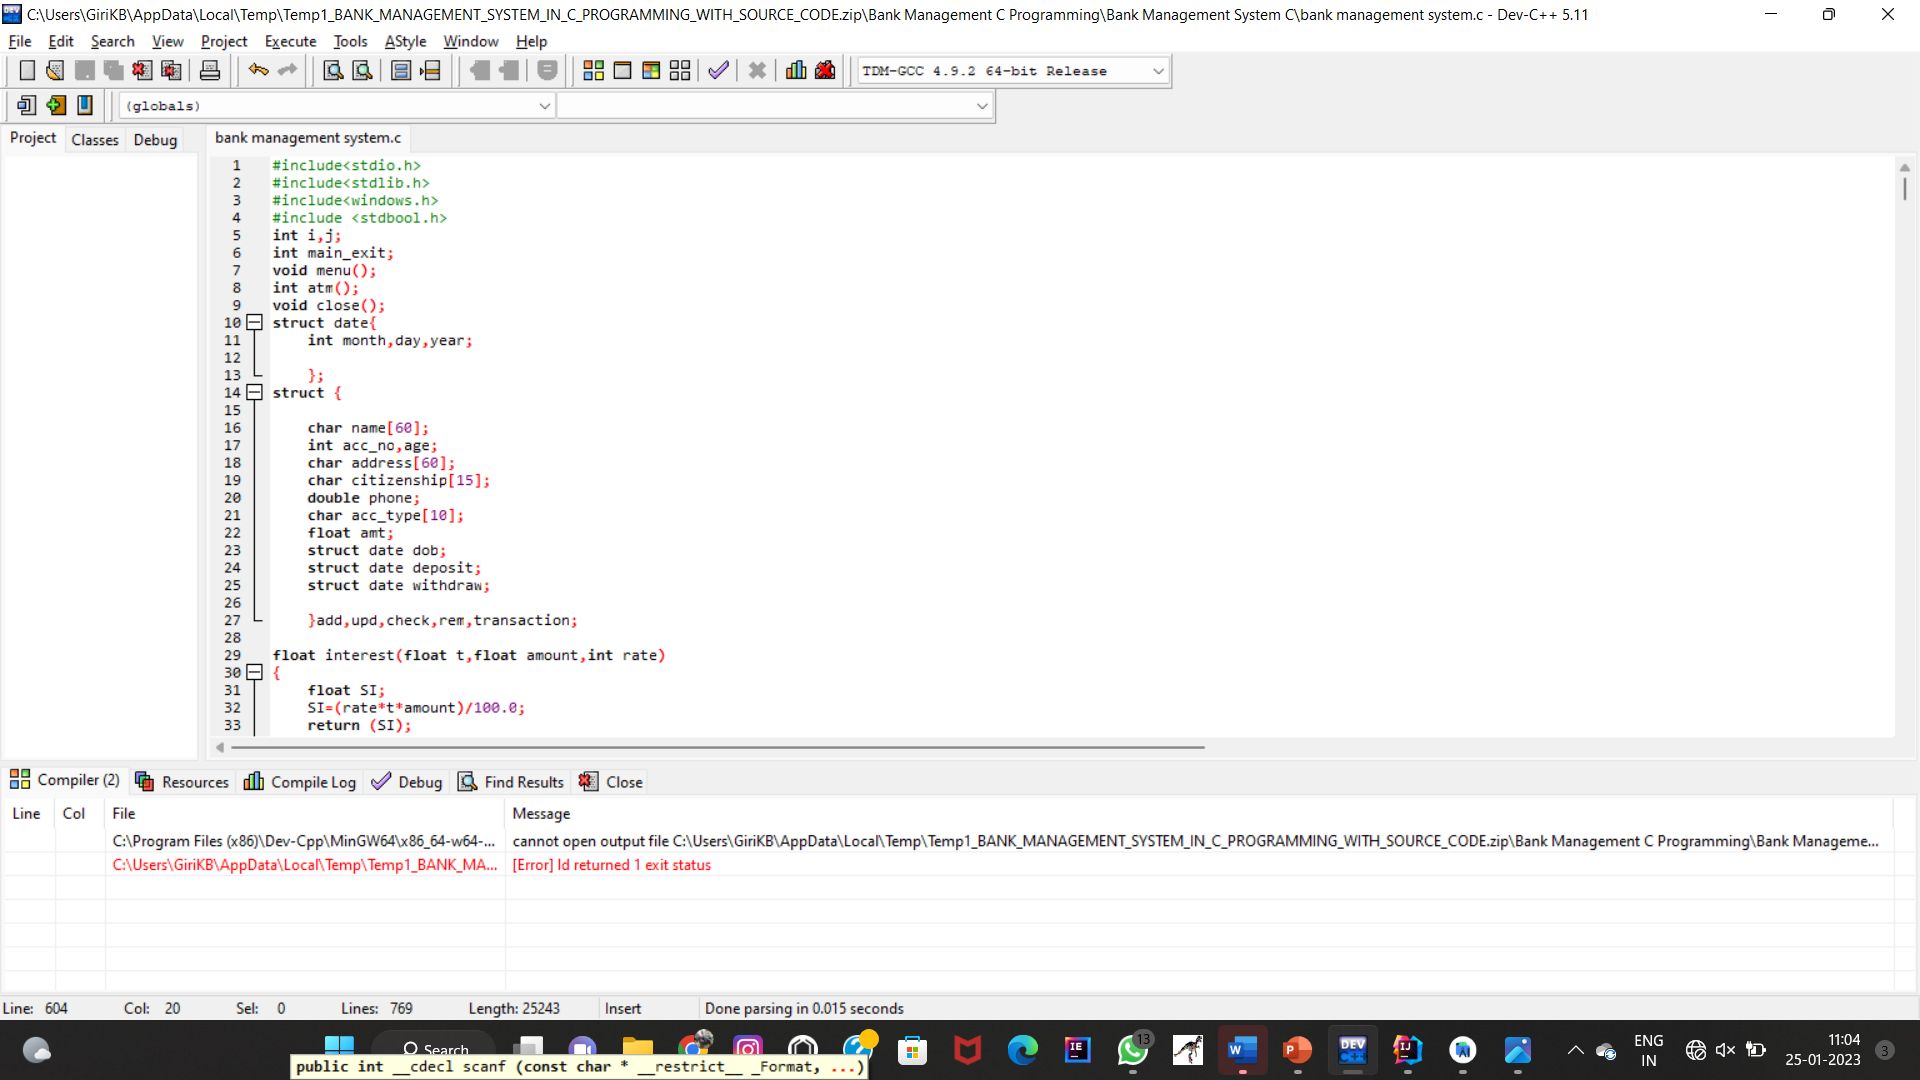 C:\Users\GiriKB\AppData\Local\Temp\Temp1_BANK_MANAGEMENT_SYSTEM_IN_C_PROGRAMMING_WITH_SOURCE_CODE.zip\Bank Management C Programming\Bank Management System C\bank management system.c - Dev-C++ 5.11
File Edit Search View Project Execute Tools AStyle Window Help
TDM-GCC 4.9.2 64-bit Release
(globals)
Project Classes Debug bank management system.c
1 #include<stdio.h>
2 #include<stdlib.h>
3 #include<windows.h>
4 #include <stdbool.h>
5 int i,j;
6 int main_exit;
7 void menu();
8 int atm();
9 void close();
10 struct date{
11 int month,day,year;
12
13 };
14 struct {
15
16 char name[60];
17 int acc_no,age;
18 char address[60];
19 char citizenship[15];
20 double phone;
21 char acc_type[10];
22 float amt;
23 struct date dob;
24 struct date deposit;
25 struct date withdraw;
26
27 }add,upd,check,rem,transaction;
28
29 float interest(float t,float amount,int rate)
30 {
31 float SI;
32 SI=(rate*t*amount)/100.0;
33 return (SI);
Compiler (2) Resources Compile Log Debug Find Results Close
Line Col File Message
C:\Program Files (x86)\Dev-Cpp\MinGW64\x86_64-w64-... cannot open output file C:\Users\GiriKB\AppData\Local\Temp\Temp1_BANK_MANAGEMENT_SYSTEM_IN_C_PROGRAMMING_WITH_SOURCE_CODE.zip\Bank Management C Programming\Bank Manageme...
C:\Users\GiriKB\AppData\Local\Temp\Temp1_BANK_MA... [Error] ld returned 1 exit status
Line: 604 Col: 20 Sel: 0 Lines: 769 Length: 25243 Insert Done parsing in 0.015 seconds
Search
13
ENG
IN
11:04
25-01-2023
3
public int __cdecl scanf (const char * __restrict__ _Format, ...)